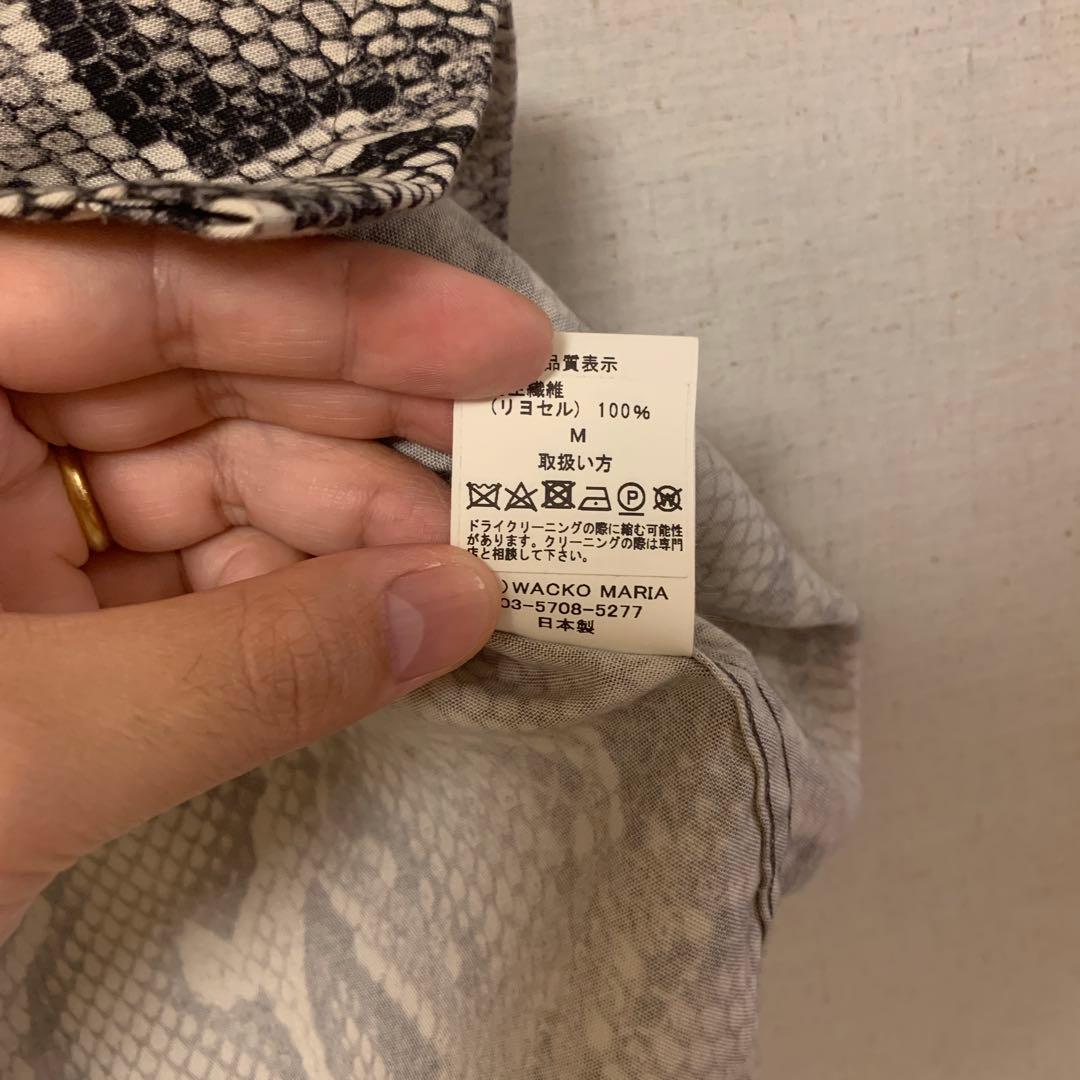 品質表示
繊維
(リヨセル) 100%
M
取扱い方
P W
ドライクリーニングの際に縮む可能性
があります。クリーニングの際は専門
店と相談して下さい。
WACKO MARIA
03-5708-5277
日本製